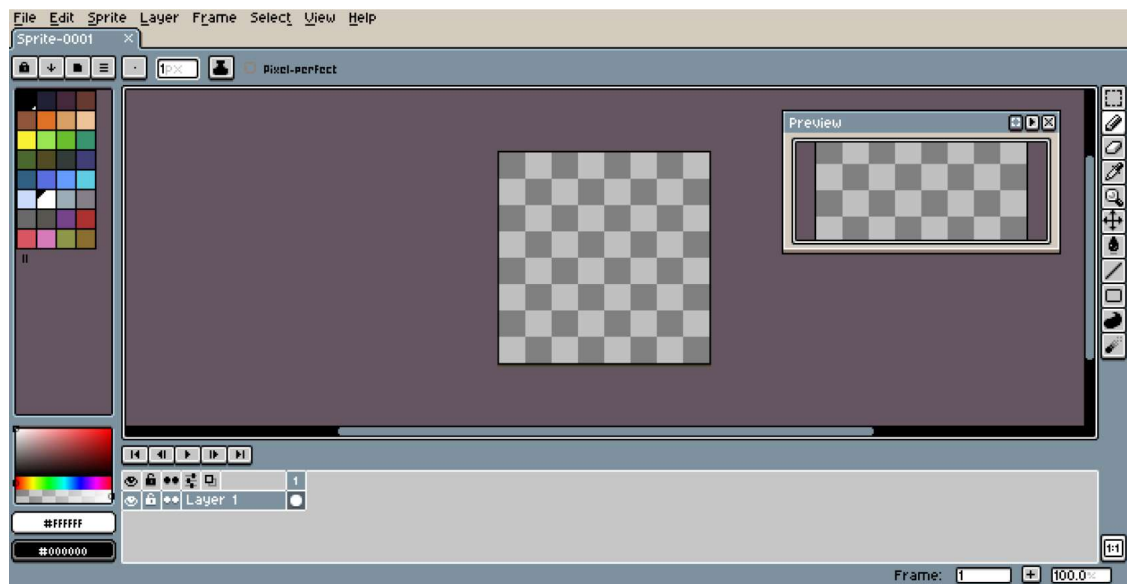 File Edit Sprite Layer Frame Select View Help
Sprite-0001
1px Pixel-perfect
Preview
1
Layer 1
#FFFFFF
#000000
1:1
Frame: 1 + 100.0%